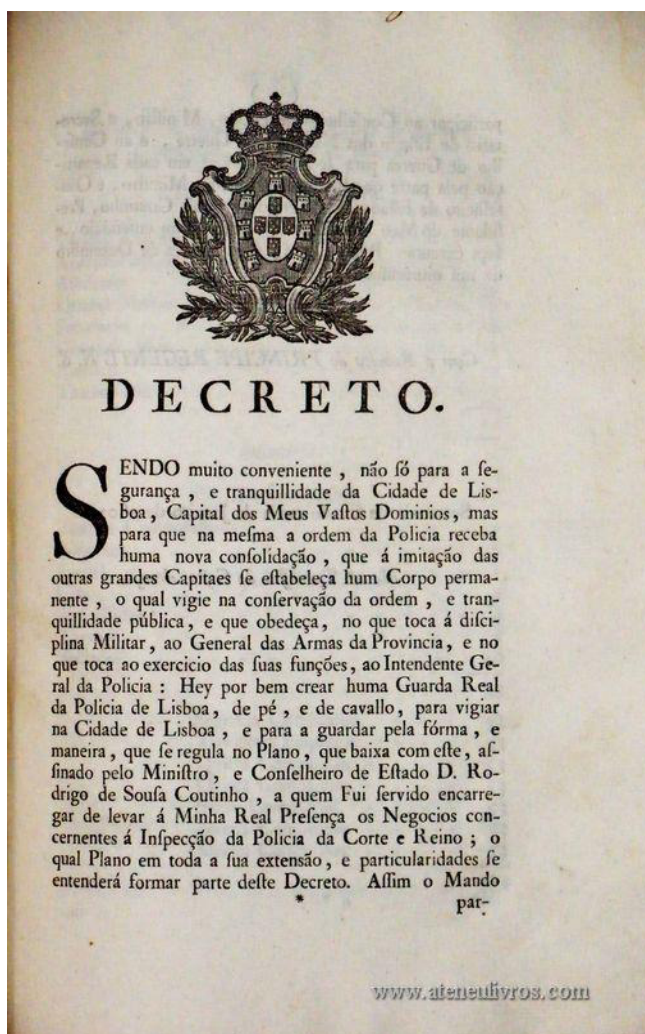 DECRETO.
SENDO muito conveniente , não ſó para a ſe-
gurança , e tranquillidade da Cidade de Lis-
boa , Capital dos Meus Vaſtos Dominios , mas
para que na meſma a ordem da Policia receba
huma nova conſolidação , que á imitação das
outras grandes Capitaes ſe eſtabeleça hum Corpo perma-
nente , o qual vigie na conſervação da ordem , e tran-
quillidade pública , e que obedeça , no que toca á diſci-
plina Militar , ao General das Armas da Provincia , e no
que toca ao exercicio das ſuas funções , ao Intendente Ge-
ral da Policia : Hey por bem crear huma Guarda Real
da Policia de Lisboa , de pé , e de cavallo , para vigiar
na Cidade de Lisboa , e para a guardar pela fórma , e
maneira , que ſe regula no Plano , que baixa com eſte , aſ-
ſinado pelo Miniſtro , e Conſelheiro de Eſtado D. Ro-
drigo de Souſa Coutinho , a quem Fui ſervido encarre-
gar de levar á Minha Real Preſença os Negocios con-
cernentes á Inſpecção da Policia da Corte e Reino ; o
qual Plano em toda a ſua extensão , e particularidades ſe
entenderá formar parte deſte Decreto. Aſſim o Mando
* par-
www.ateneulivros.com